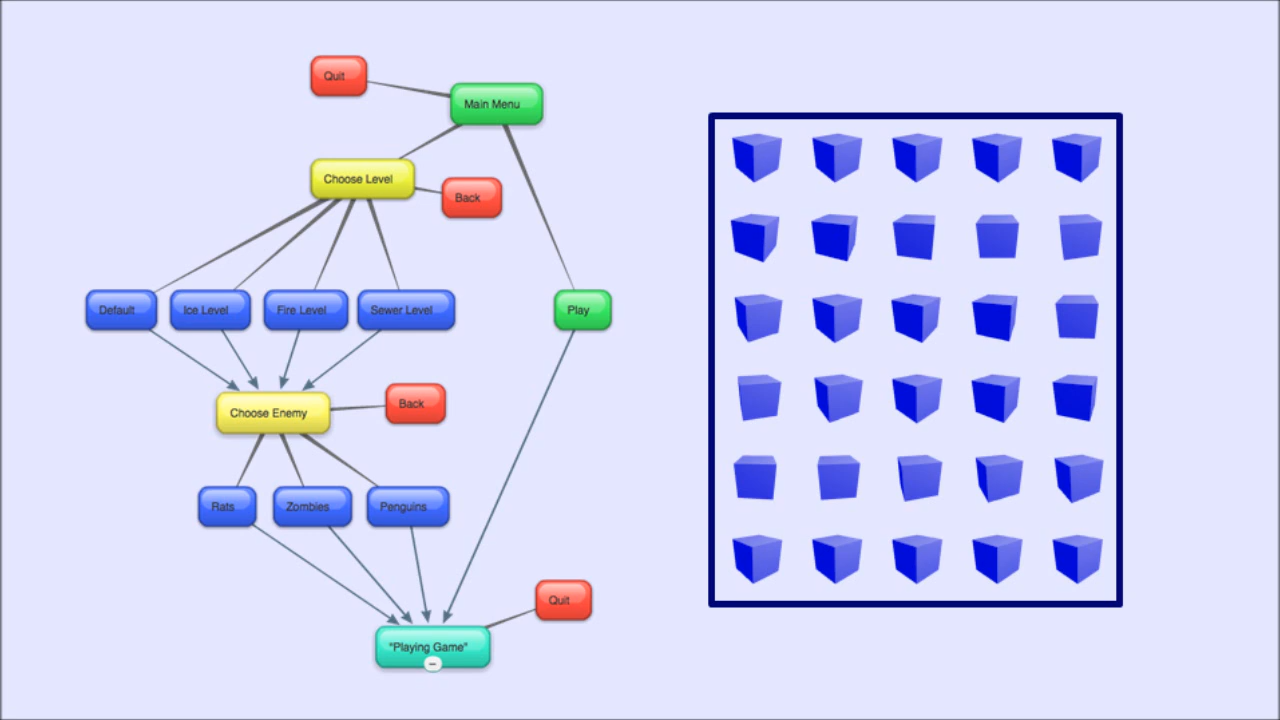 Quit
Main Menu
Choose Level
Back
Default
Ice Level
Fire Level
Sewer Level
Play
Choose Enemy
Back
Rats
Zombies
Penguins
Quit
"Playing Game"